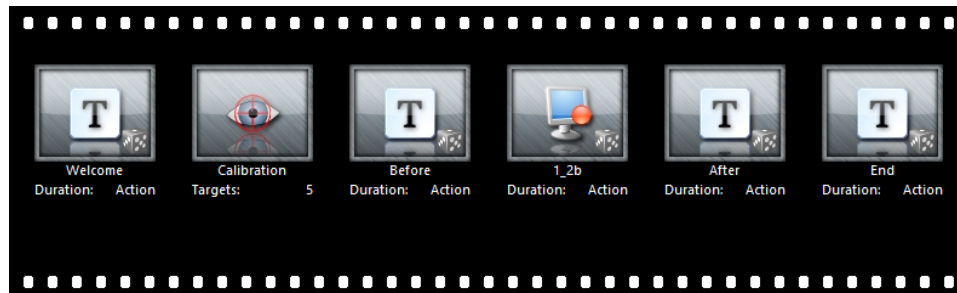 T
T
T
T
Welcome
Duration: Action
Calibration
Targets: 5
Before
Duration: Action
1_2b
Duration: Action
After
Duration: Action
End
Duration: Action